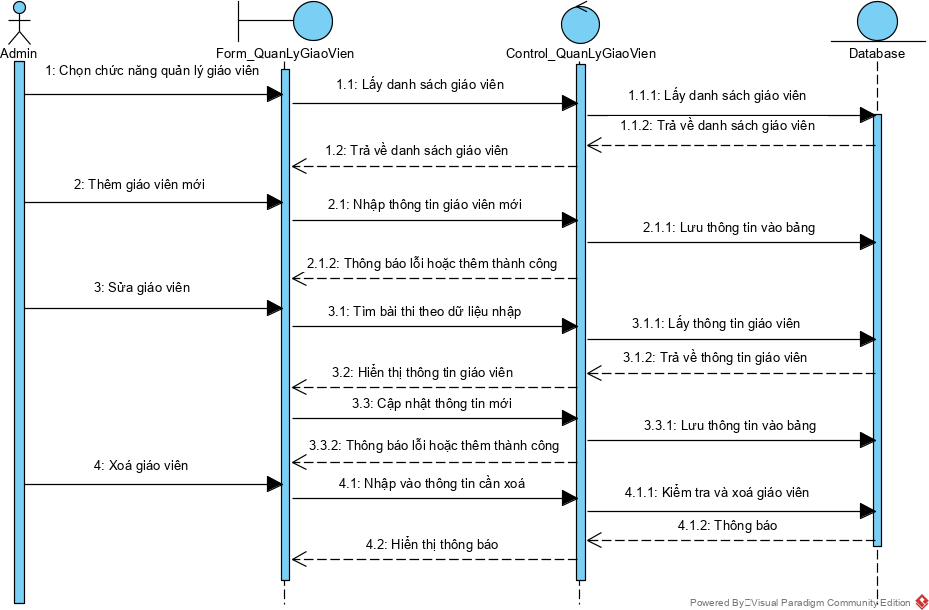 Admin
Form_QuanLyGiaoVien
Control_QuanLyGiaoVien
Database
1: Chọn chức năng quản lý giáo viên
1.1: Lấy danh sách giáo viên
1.1.1: Lấy danh sách giáo viên
1.1.2: Trả về danh sách giáo viên
1.2: Trả về danh sách giáo viên
2: Thêm giáo viên mới
2.1: Nhập thông tin giáo viên mới
2.1.1: Lưu thông tin vào bảng
2.1.2: Thông báo lỗi hoặc thêm thành công
3: Sửa giáo viên
3.1: Tìm bài thi theo dữ liệu nhập
3.1.1: Lấy thông tin giáo viên
3.1.2: Trả về thông tin giáo viên
3.2: Hiển thị thông tin giáo viên
3.3: Cập nhật thông tin mới
3.3.1: Lưu thông tin vào bảng
3.3.2: Thông báo lỗi hoặc thêm thành công
4: Xoá giáo viên
4.1: Nhập vào thông tin cần xoá
4.1.1: Kiểm tra và xoá giáo viên
4.1.2: Thông báo
4.2: Hiển thị thông báo
Powered By Visual Paradigm Community Edition